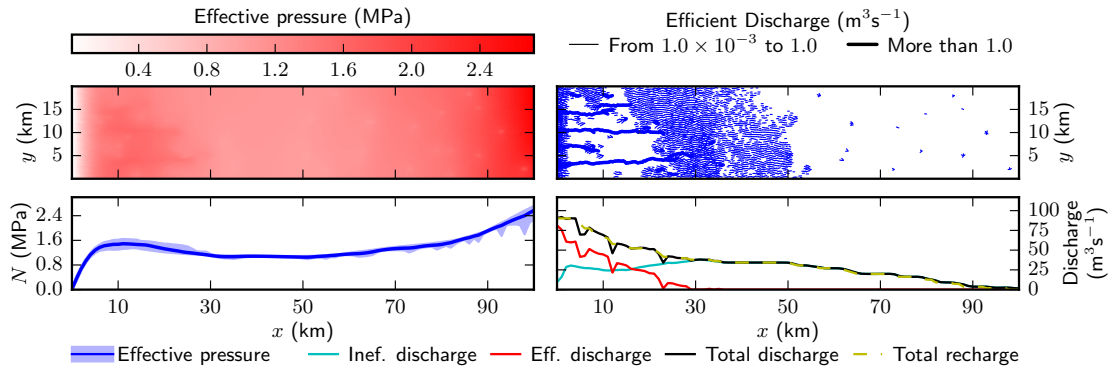 Effective pressure (MPa)
0.4 0.8 1.2 1.6 2.0 2.4
Efficient Discharge (m³s⁻¹)
From 1.0 × 10⁻³ to 1.0 More than 1.0
y (km)
15
10
5
15
10
5
y (km)
N (MPa)
2.4
1.6
0.8
0.0
10 30 50 70 90
x (km)
100
75
50
25
0
Discharge
(m³s⁻¹)
10 30 50 70 90
x (km)
Effective pressure Inef. discharge Eff. discharge Total discharge Total recharge